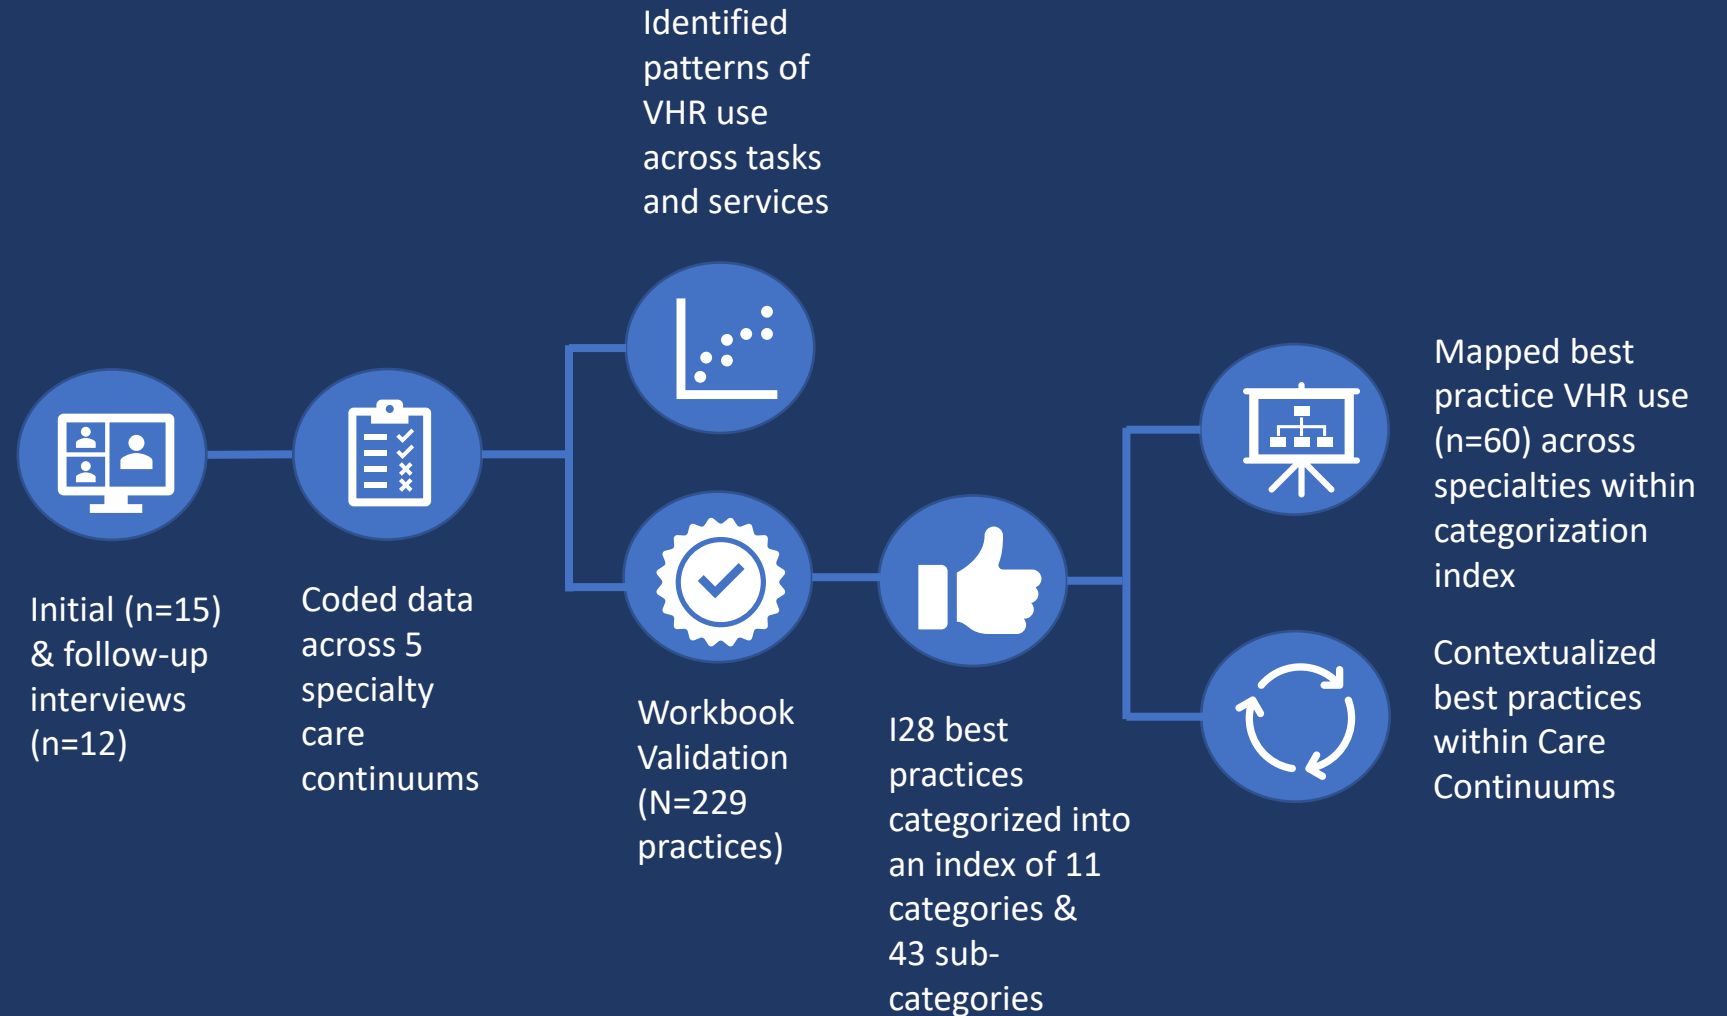 Identified
patterns of
VHR use
across tasks
and services
Initial (n=15)
& follow-up
interviews
(n=12)
Coded data
across 5
specialty
care
continuums
Workbook
Validation
(N=229
practices)
I28 best
practices
categorized into
an index of 11
categories &
43 sub-
categories
Mapped best
practice VHR use
(n=60) across
specialties within
categorization
index
Contextualized
best practices
within Care
Continuums